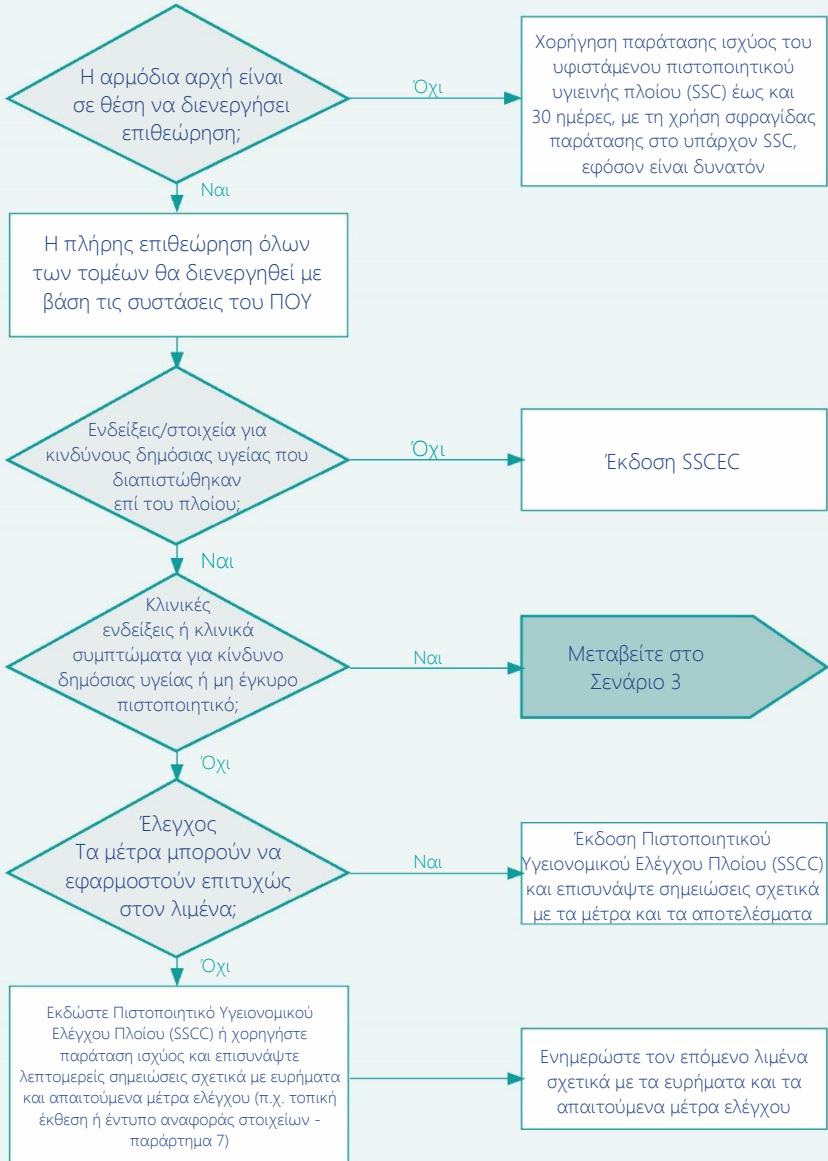 Η αρμόδια αρχή είναι
σε θέση να διενεργήσει
επιθεώρηση;
Όχι
Χορήγηση παράτασης ισχύος του
υφιστάμενου πιστοποιητικού
υγιεινής πλοίου (SSC) έως και
30 ημέρες, με τη χρήση σφραγίδας
παράτασης στο υπάρχον SSC,
εφόσον είναι δυνατόν
Ναι
Η πλήρης επιθεώρηση όλων
των τομέων θα διενεργηθεί με
βάση τις συστάσεις του ΠΟΥ
Ενδείξεις/στοιχεία για
κινδύνους δημόσιας υγείας που
διαπιστώθηκαν
επί του πλοίου;
Όχι
Έκδοση SSCEC
Ναι
Κλινικές
ενδείξεις ή κλινικά
συμπτώματα για κίνδυνο
δημόσιας υγείας ή μη έγκυρο
πιστοποιητικό;
Ναι
Μεταβείτε στο
Σενάριο 3
Όχι
Έλεγχος
Τα μέτρα μπορούν να
εφαρμοστούν επιτυχώς
στον λιμένα;
Ναι
Έκδοση Πιστοποιητικού
Υγειονομικού Ελέγχου Πλοίου (SSCC)
και επισυνάψτε σημειώσεις σχετικά
με τα μέτρα και τα αποτελέσματα
Όχι
Εκδώστε Πιστοποιητικό Υγειονομικού
Ελέγχου Πλοίου (SSCC) ή χορηγήστε
παράταση ισχύος και επισυνάψτε
λεπτομερείς σημειώσεις σχετικά με ευρήματα
και απαιτούμενα μέτρα ελέγχου (π.χ. τοπική
έκθεση ή έντυπο αναφοράς στοιχείων -
παράρτημα 7)
Ενημερώστε τον επόμενο λιμένα
σχετικά με τα ευρήματα και τα
απαιτούμενα μέτρα ελέγχου